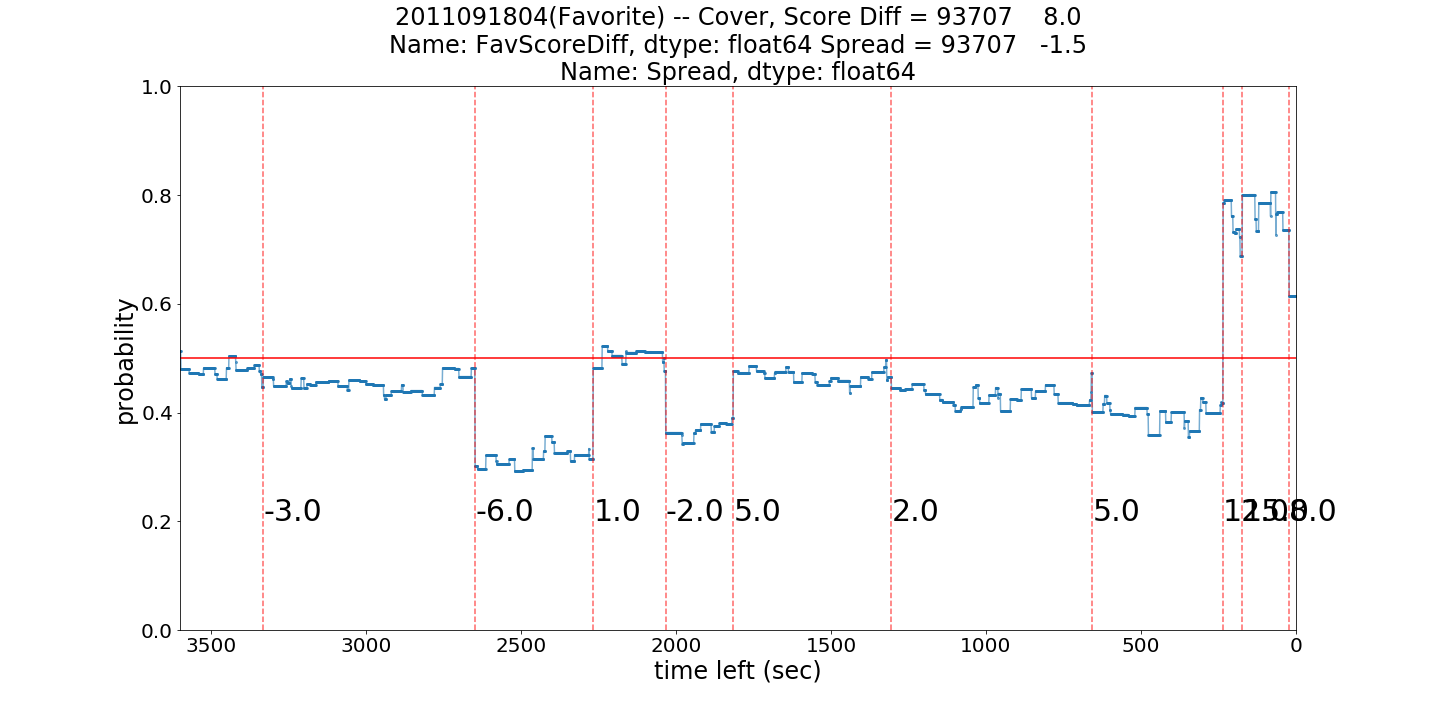 2011091804(Favorite) -- Cover, Score Diff = 93707    8.0
Name: FavScoreDiff, dtype: float64 Spread = 93707   -1.5
Name: Spread, dtype: float64
1.0
0.8
0.6
0.4
0.2
0.0
probability
-3.0 -6.0 1.0 -2.0 5.0 2.0 5.0
3500 3000 2500 2000 1500 1000 500 0
time left (sec)